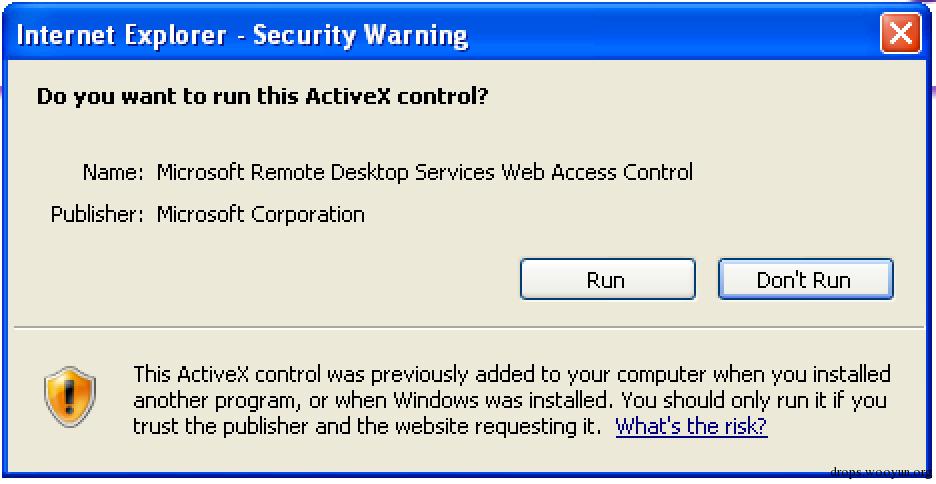 Internet Explorer - Security Warning
Do you want to run this ActiveX control?
Name: Microsoft Remote Desktop Services Web Access Control
Publisher: Microsoft Corporation
Run Don't Run
This ActiveX control was previously added to your computer when you installed
another program, or when Windows was installed. You should only run it if you
trust the publisher and the website requesting it. What's the risk?
drops.wooyun.org